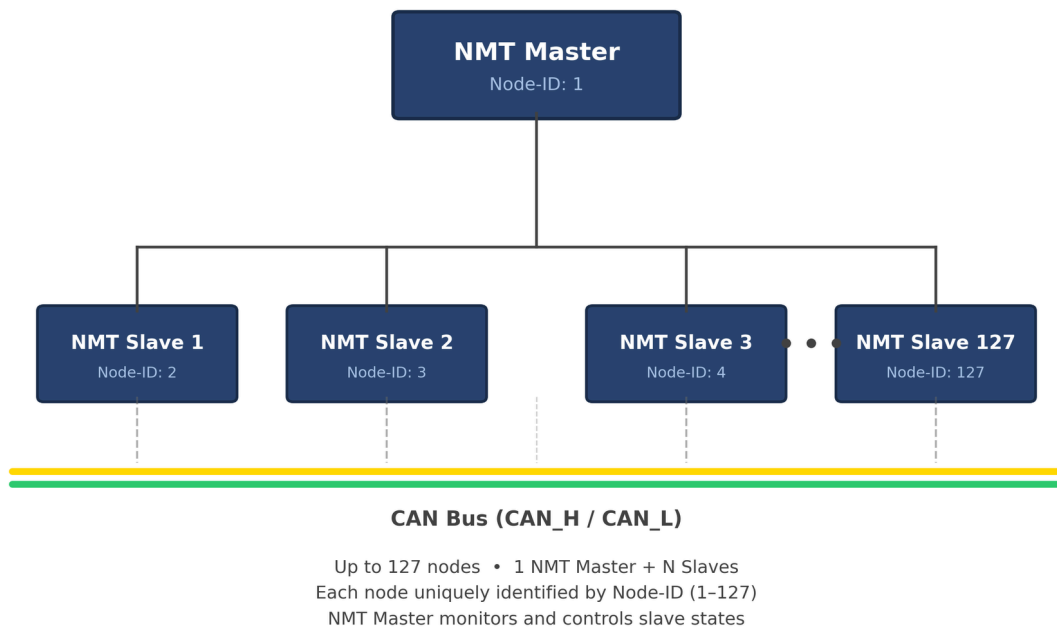 NMT Master
Node-ID: 1
NMT Slave 1
Node-ID: 2
NMT Slave 2
Node-ID: 3
NMT Slave 3
Node-ID: 4
NMT Slave 127
Node-ID: 127
CAN Bus (CAN_H / CAN_L)
Up to 127 nodes • 1 NMT Master + N Slaves
Each node uniquely identified by Node-ID (1–127)
NMT Master monitors and controls slave states